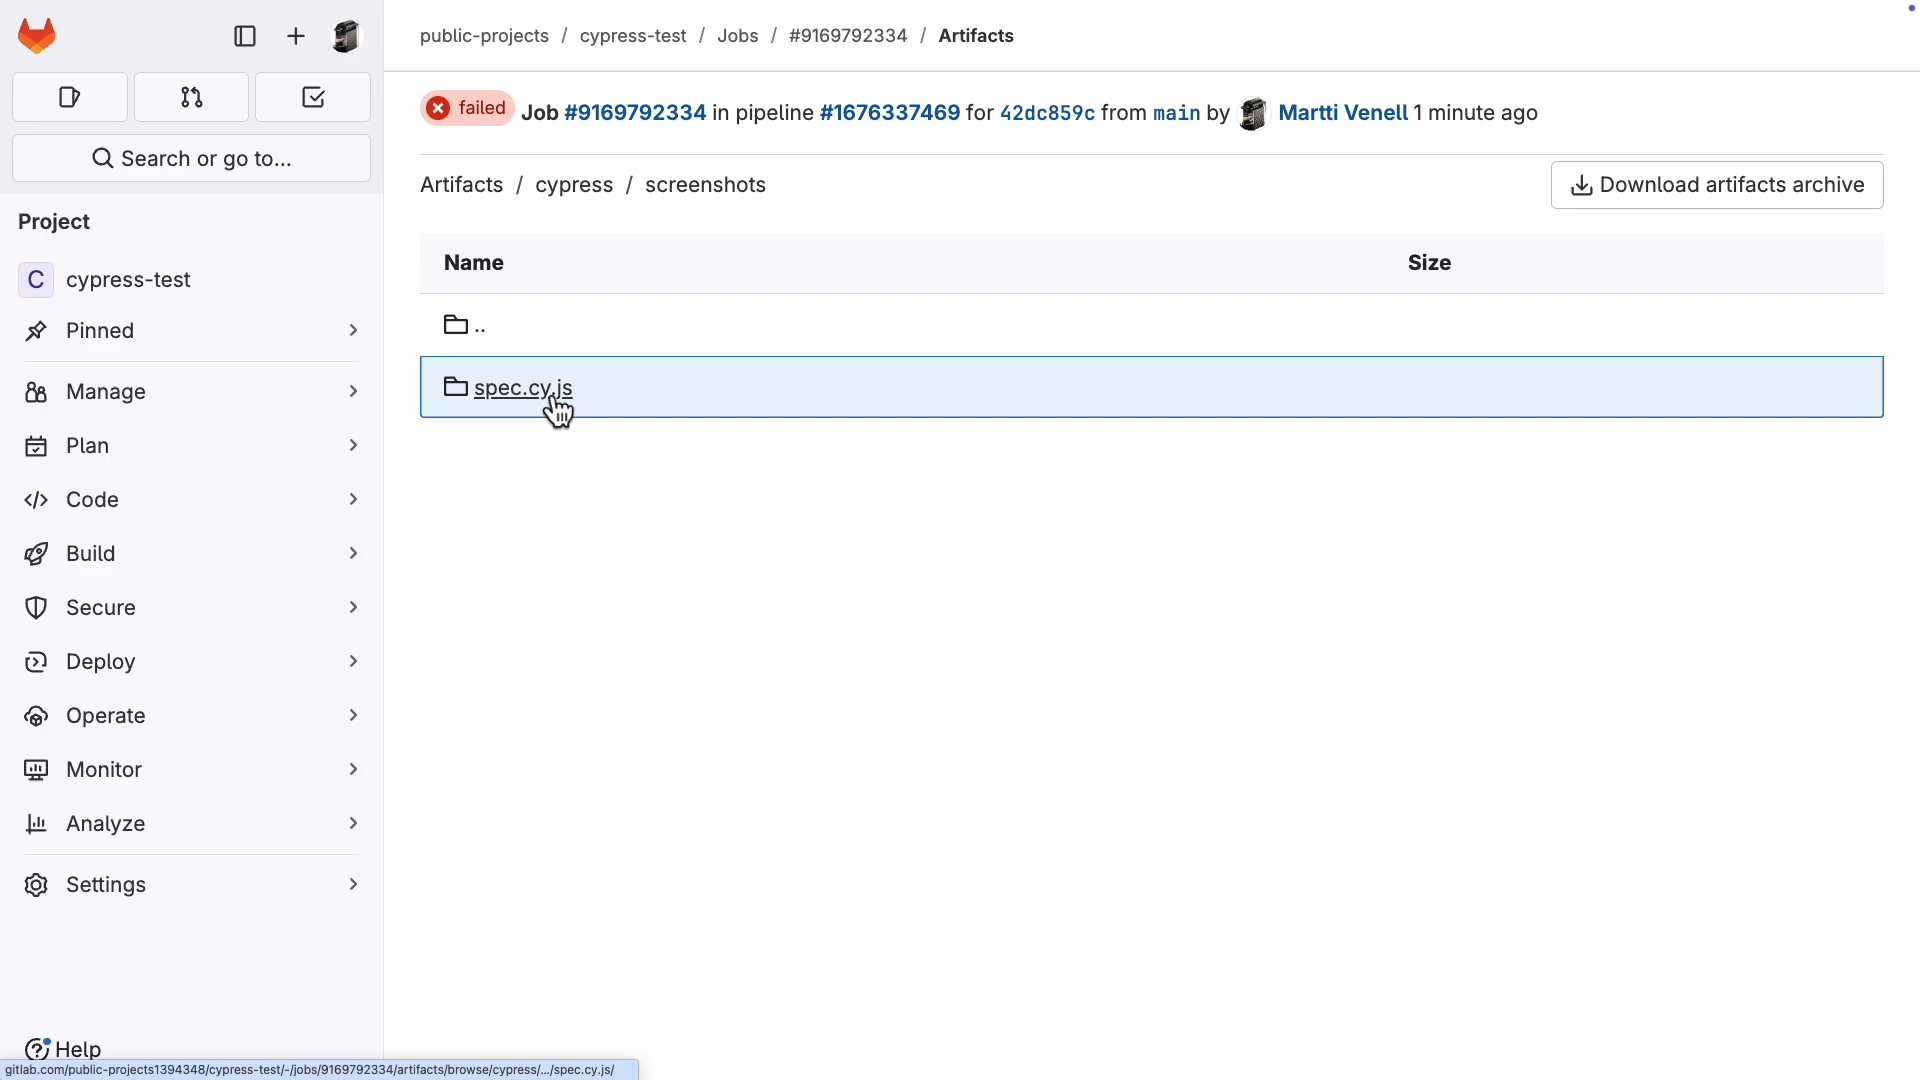 public-projects / cypress-test / Jobs / #9169792334 / Artifacts
failed Job #9169792334 in pipeline #1676337469 for 42dc859c from main by Martti Venell 1 minute ago
Search or go to...
Artifacts / cypress / screenshots
Download artifacts archive
Project
Name Size
C cypress-test
..
Pinned
spec.cy.js
Manage
Plan
Code
Build
Secure
Deploy
Operate
Monitor
Analyze
Settings
Help
gitlab.com/public-projects1394348/cypress-test/-/jobs/9169792334/artifacts/browse/cypress/.../spec.cy.js/